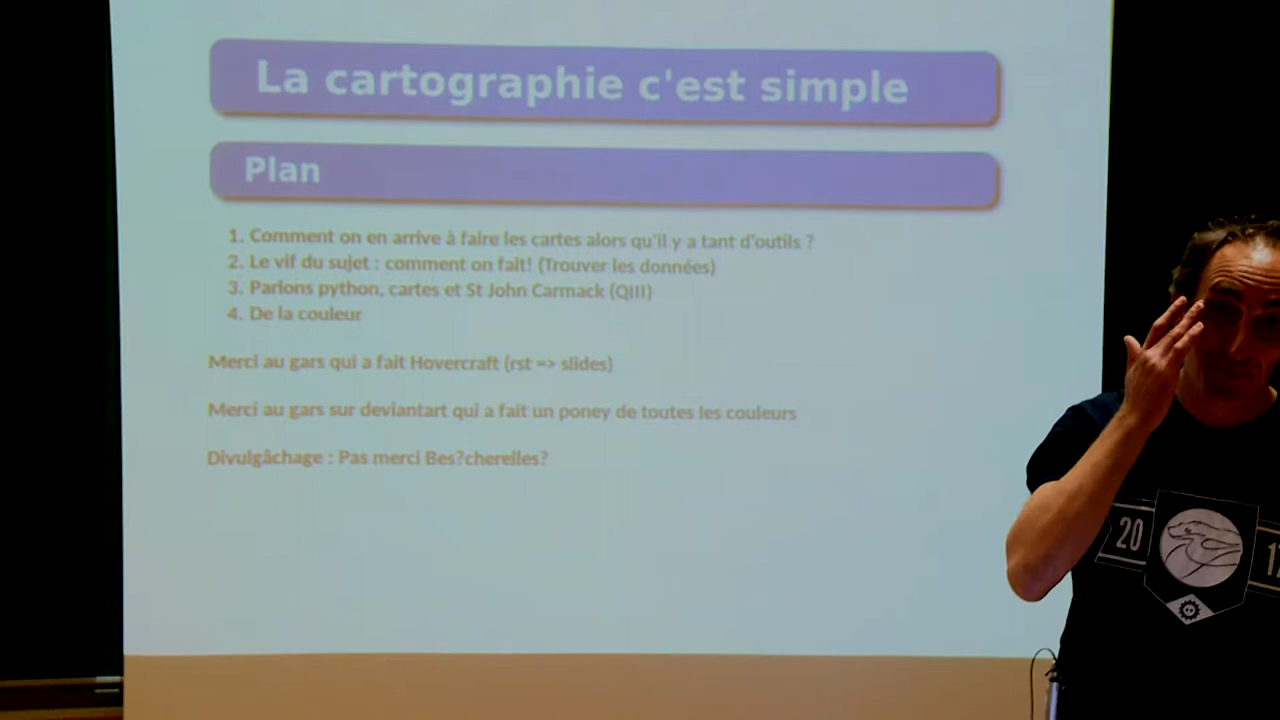 La cartographie c'est simple
Plan
1. Comment on en arrive à faire les cartes alors qu'il y a tant d'outils ?
2. Le vif du sujet : comment on fait! (Trouver les données)
3. Parlons python, cartes et St John Carmack (QIII)
4. De la couleur
Merci au gars qui a fait Hovercraft (rst => slides)
Merci au gars sur deviantart qui a fait un poney de toutes les couleurs
Divulgâchage : Pas merci Bes?cherelles?
20